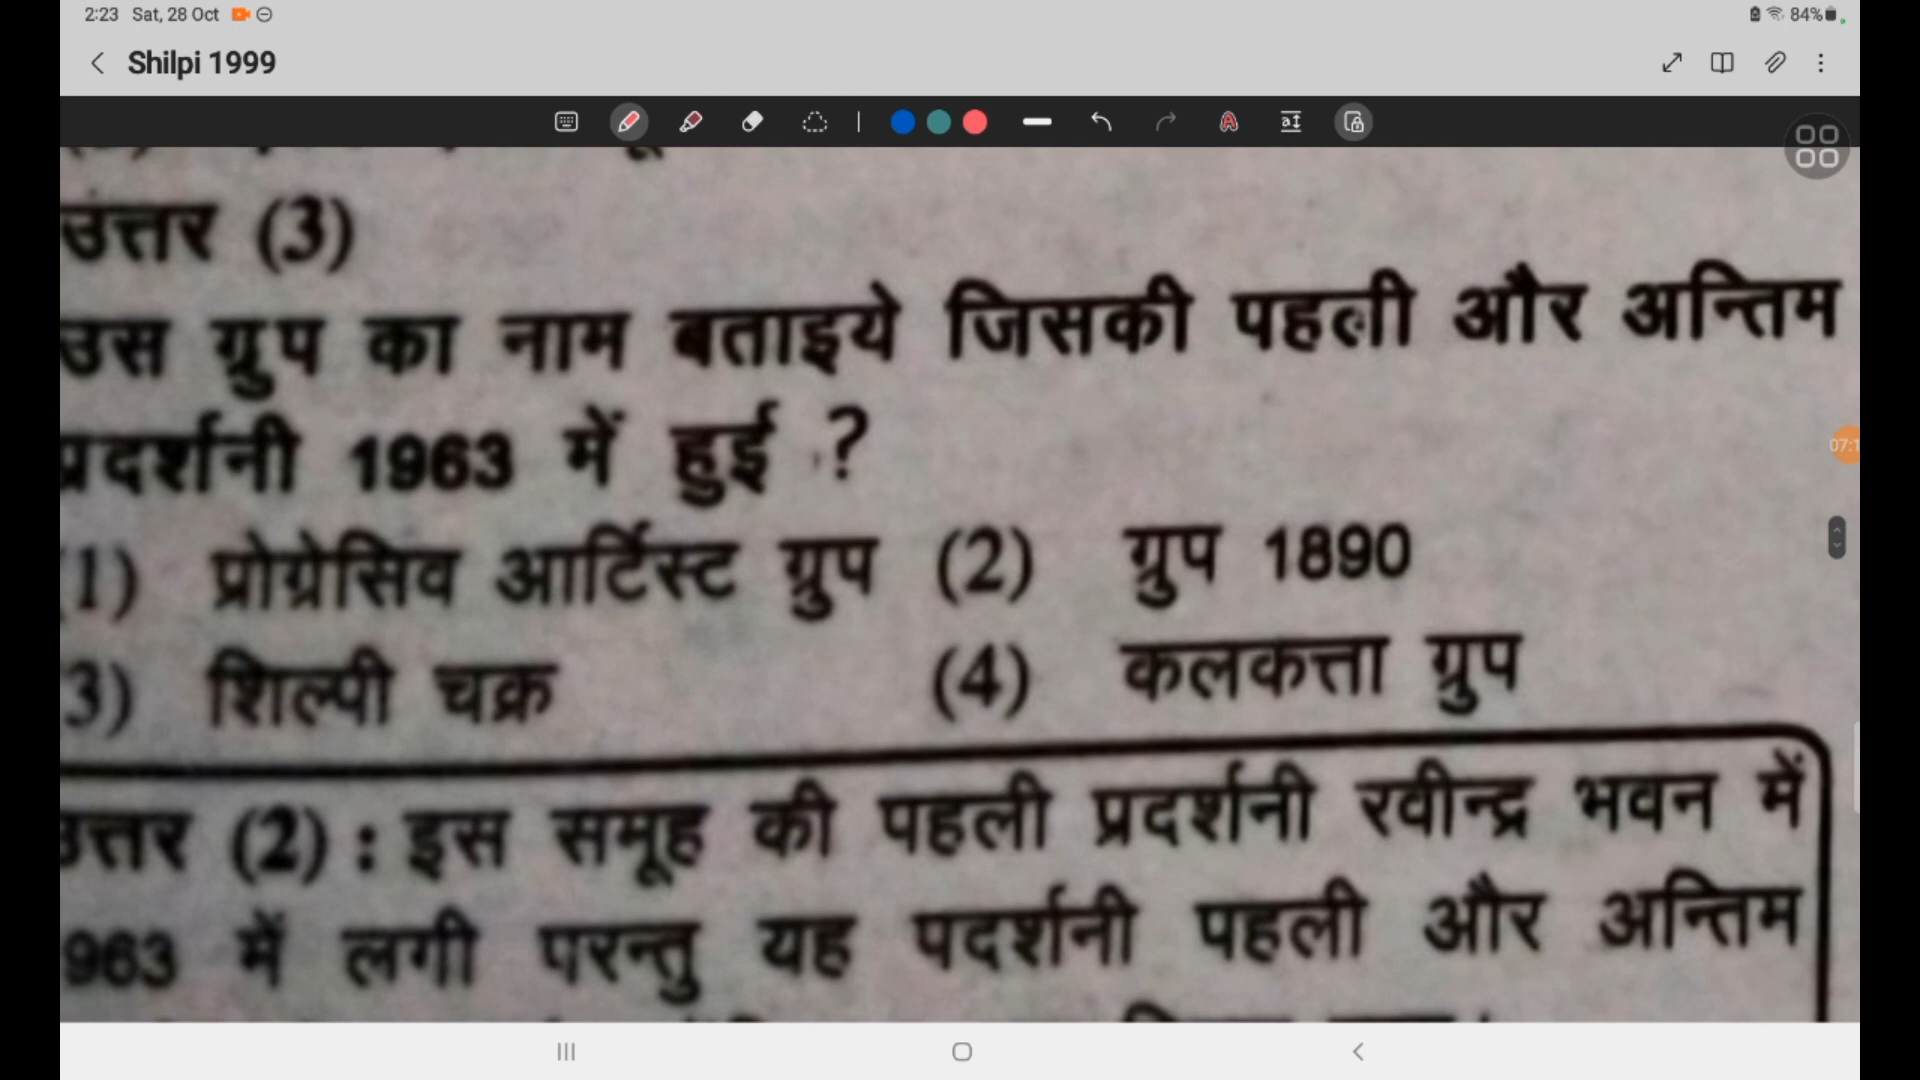 2:23 Sat, 28 Oct
84%
Shilpi 1999
उत्तर (3)
उस ग्रुप का नाम बताइये जिसकी पहली और अन्तिम
प्रदर्शनी 1963 में हुई ?
07:1
1) प्रोग्रेसिव आर्टिस्ट ग्रुप (2) ग्रुप 1890
3) शिल्पी चक्र (4) कलकत्ता ग्रुप
उत्तर (2) : इस समूह की पहली प्रदर्शनी रवीन्द्र भवन में
963 में लगी परन्तु यह पदर्शनी पहली और अन्तिम